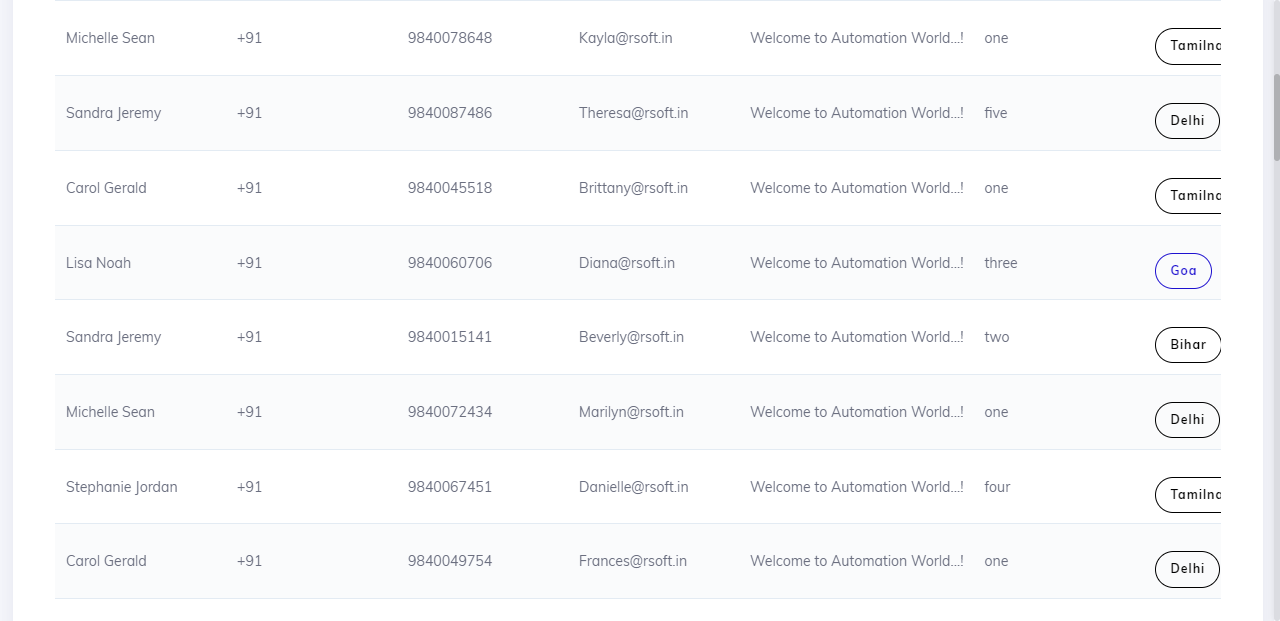 Michelle Sean +91 9840078648 Kayla@rsoft.in Welcome to Automation World...! one
Sandra Jeremy +91 9840087486 Theresa@rsoft.in Welcome to Automation World...! five Delhi
Carol Gerald +91 9840045518 Brittany@rsoft.in Welcome to Automation World...! one
Lisa Noah +91 9840060706 Diana@rsoft.in Welcome to Automation World...! three Goa
Sandra Jeremy +91 9840015141 Beverly@rsoft.in Welcome to Automation World...! two Bihar
Michelle Sean +91 9840072434 Marilyn@rsoft.in Welcome to Automation World...! one Delhi
Stephanie Jordan +91 9840067451 Danielle@rsoft.in Welcome to Automation World...! four
Carol Gerald +91 9840049754 Frances@rsoft.in Welcome to Automation World...! one Delhi